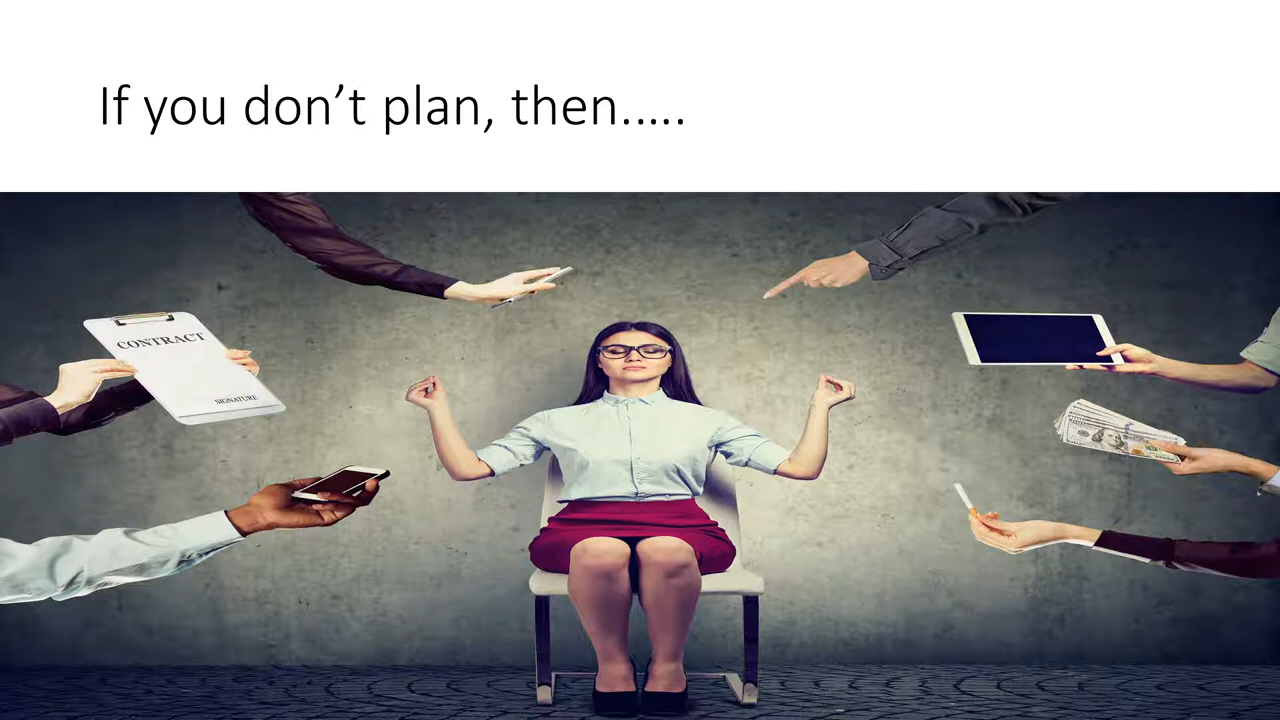 If you don’t plan, then.....
CONTRACT
SIGNATURE